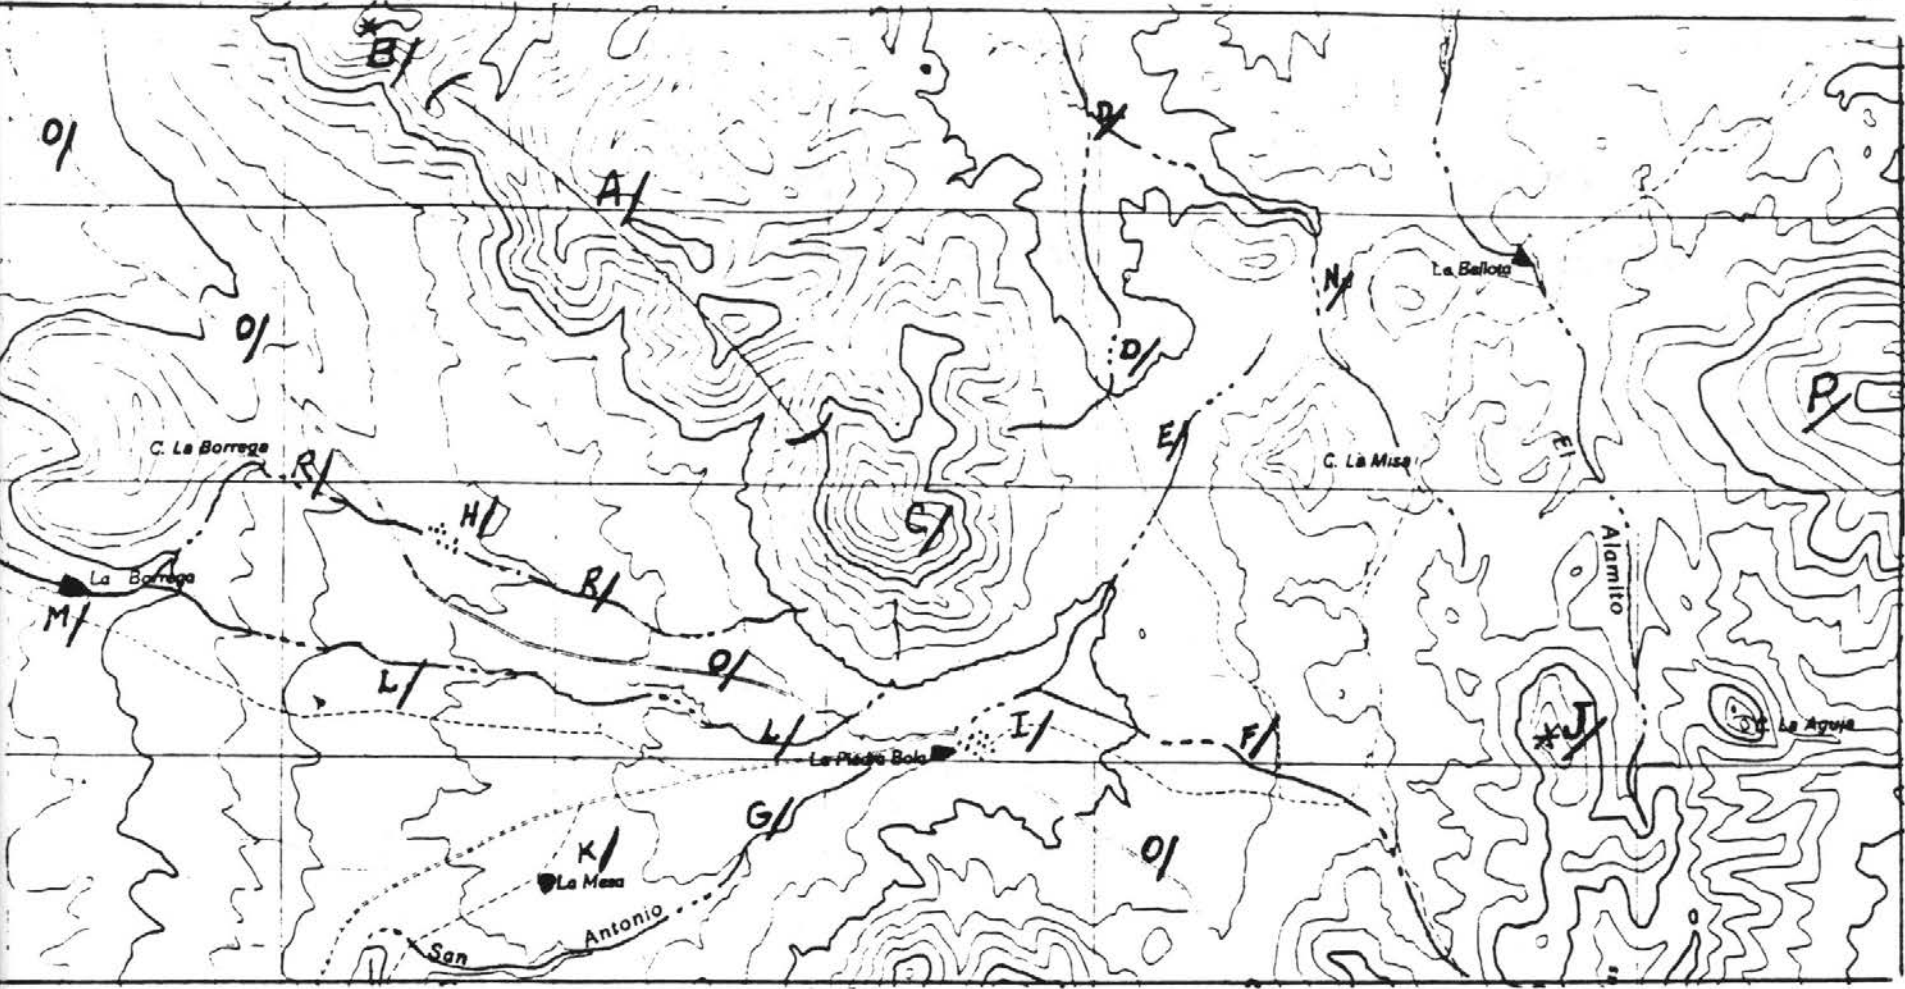 B/
D/
O/
A/
La Bellota
N/
O/
D/
P/
E/
El
C. La Borrega
R/
C. La Misa
H/
C/
Alamito
La Borrega
R/
M/
O/
L/
J/
C. La Aguja
I/
F/
L/
La Piedra Bola
G/
K/
O/
La Mesa
Antonio
San